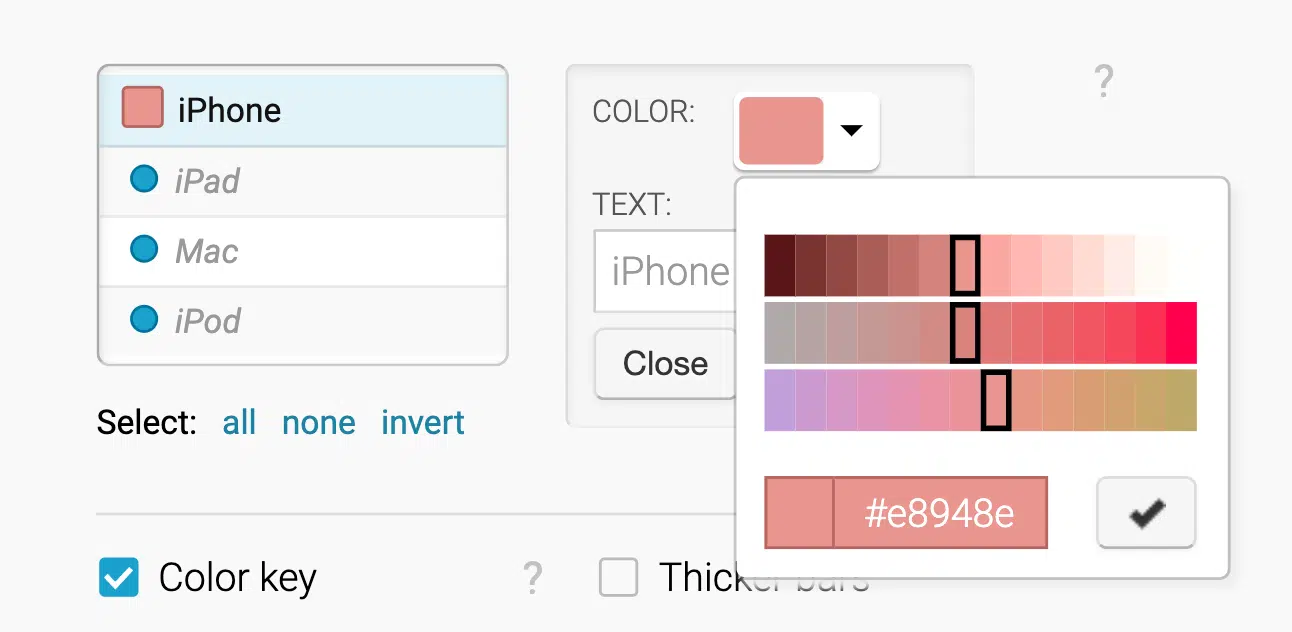 iPhone
iPad
Mac
iPod
Select: all none invert
COLOR:
TEXT:
iPhone
Close
?
#e8948e
Color key
?
Thicker bars